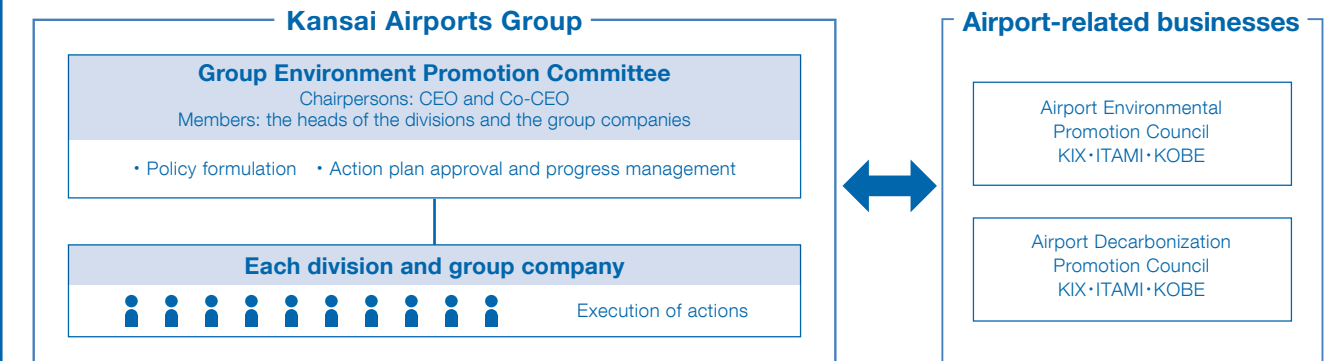 Kansai Airports Group
Group Environment Promotion Committee
Chairpersons: CEO and Co-CEO
Members: the heads of the divisions and the group companies
・Policy formulation ・Action plan approval and progress management
Each division and group company
Execution of actions
Airport-related businesses
Airport Environmental
Promotion Council
KIX・ITAMI・KOBE
Airport Decarbonization
Promotion Council
KIX・ITAMI・KOBE